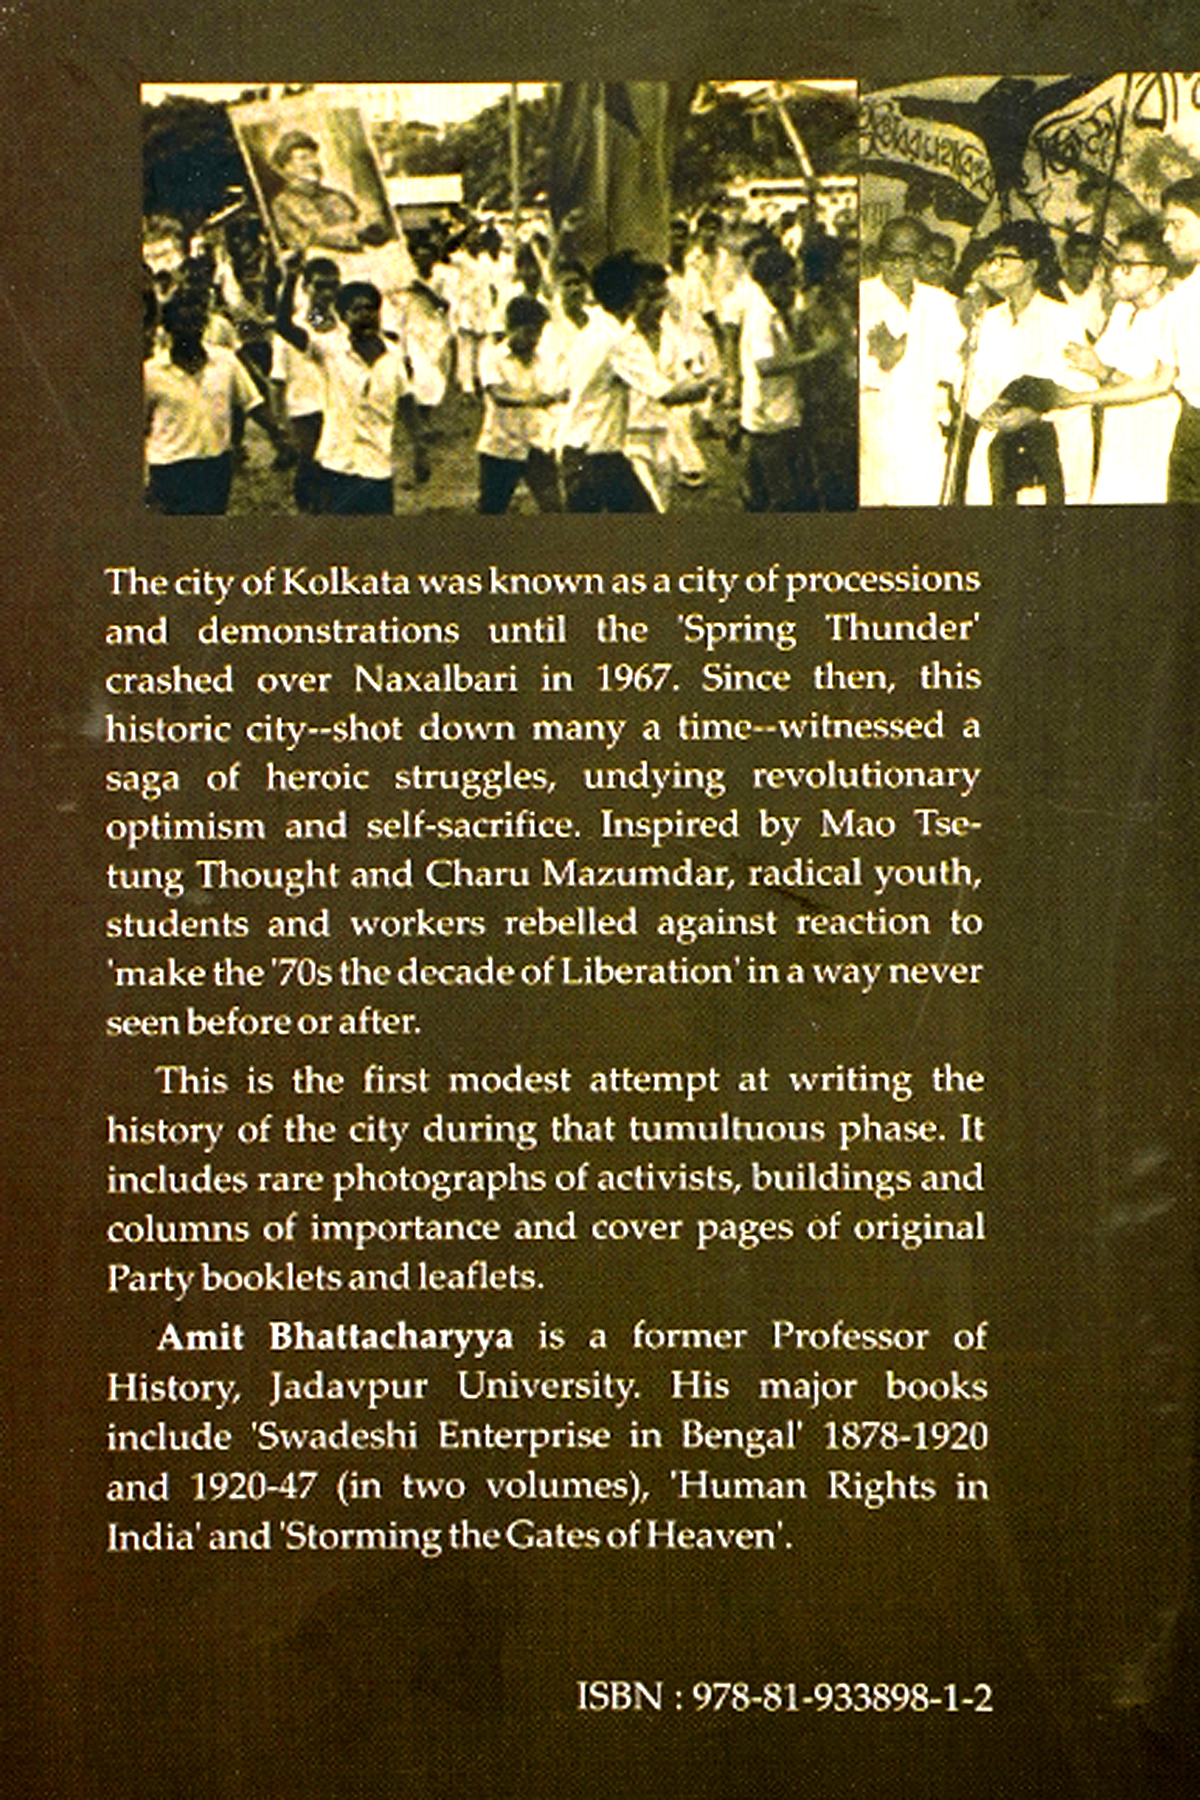 The city of Kolkata was known as a city of processions
and demonstrations until the 'Spring Thunder'
crashed over Naxalbari in 1967. Since then, this
historic city--shot down many a time--witnessed a
saga of heroic struggles, undying revolutionary
optimism and self-sacrifice. Inspired by Mao Tse-
tung Thought and Charu Mazumdar, radical youth,
students and workers rebelled against reaction to
'make the '70s the decade of Liberation' in a way never
seen before or after.
This is the first modest attempt at writing the
history of the city during that tumultuous phase. It
includes rare photographs of activists, buildings and
columns of importance and cover pages of original
Party booklets and leaflets.
Amit Bhattacharyya is a former Professor of
History, Jadavpur University. His major books
include 'Swadeshi Enterprise in Bengal' 1878-1920
and 1920-47 (in two volumes), 'Human Rights in
India' and 'Storming the Gates of Heaven'.
ISBN : 978-81-933898-1-2